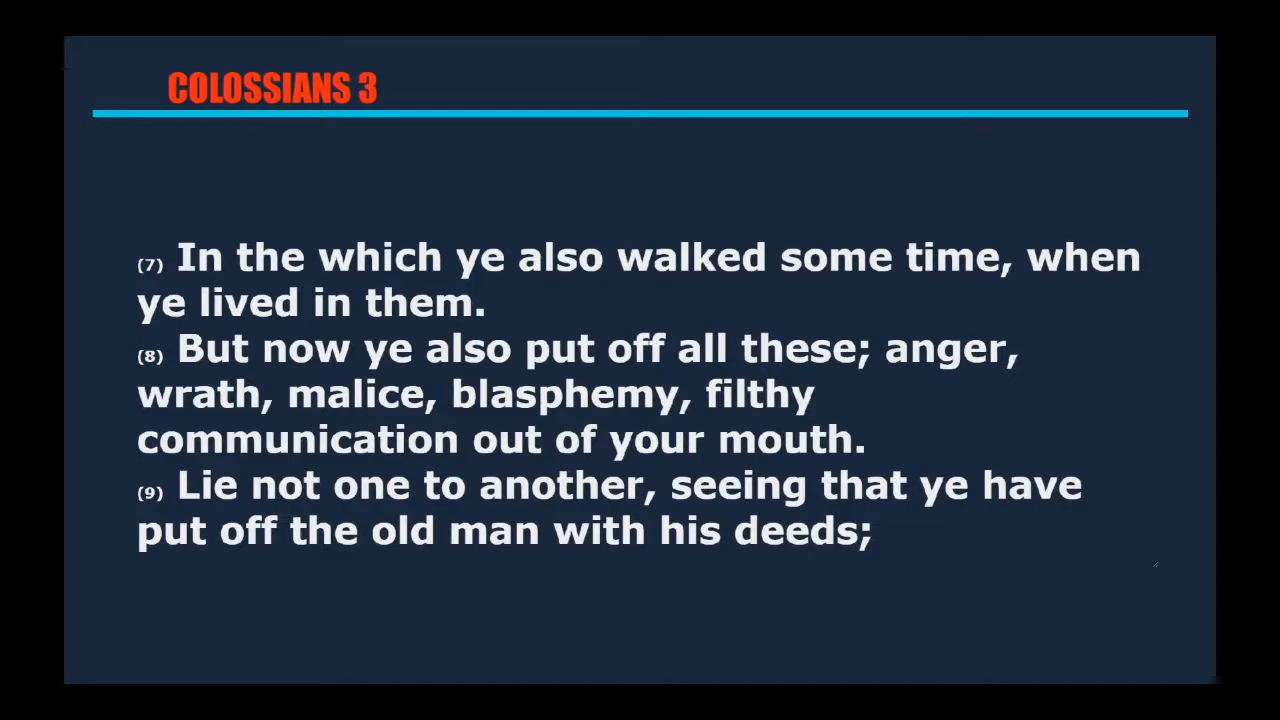 COLOSSIANS 3
(7) In the which ye also walked some time, when
ye lived in them.
(8) But now ye also put off all these; anger,
wrath, malice, blasphemy, filthy
communication out of your mouth.
(9) Lie not one to another, seeing that ye have
put off the old man with his deeds;